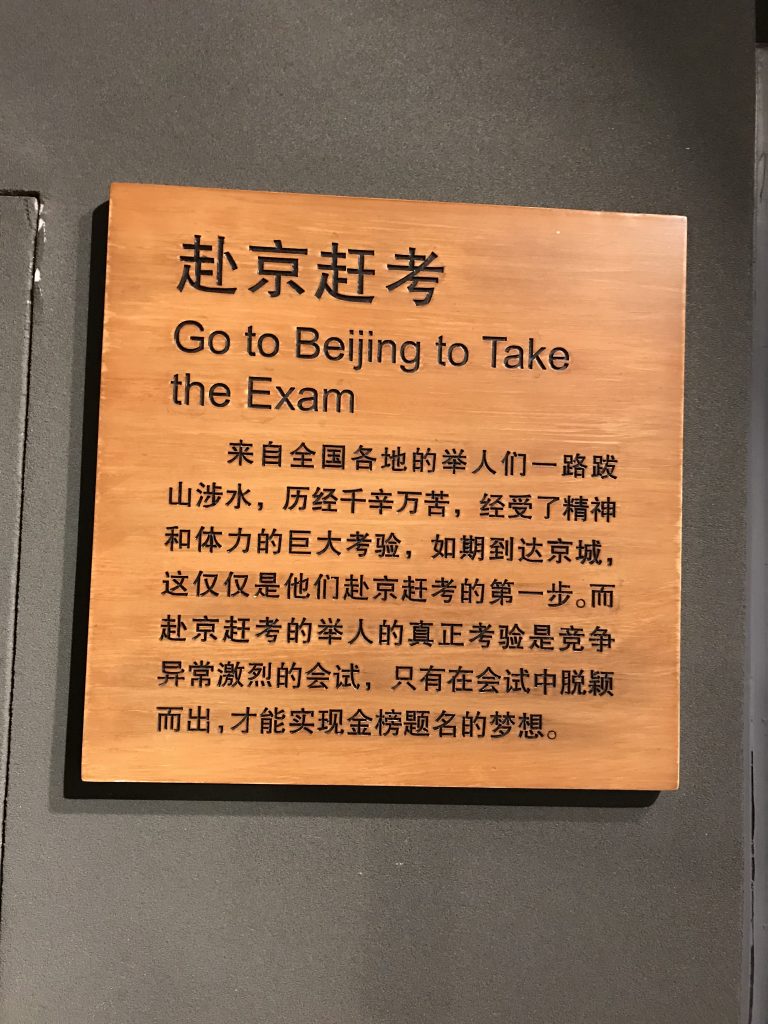 赴京赶考
Go to Beijing to Take
the Exam
来自全国各地的举人们一路跋
山涉水，历经千辛万苦，经受了精神
和体力的巨大考验，如期到达京城，
这仅仅是他们赴京赶考的第一步。而
赴京赶考的举人的真正考验是竞争
异常激烈的会试，只有在会试中脱颖
而出，才能实现金榜题名的梦想。